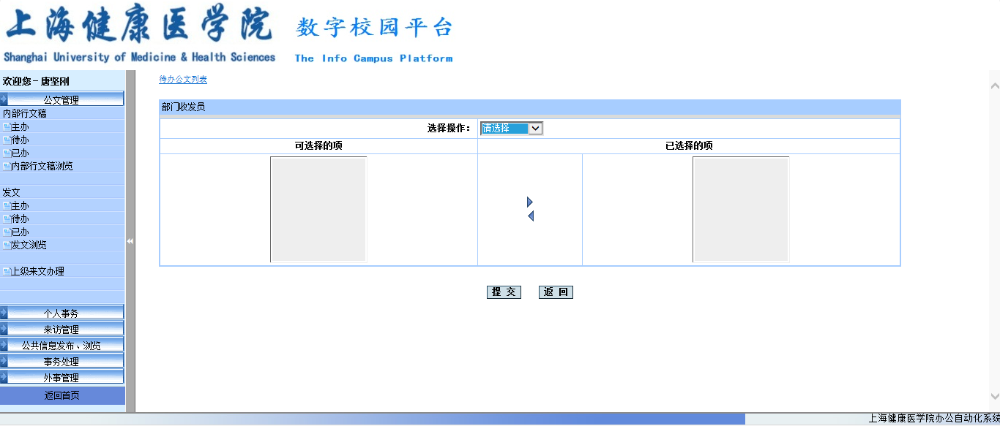 上海健康医学院 数字校园平台
Shanghai University of Medicine & Health Sciences The Info Campus Platform
欢迎您－唐坚刚
公文管理
内部行文稿
主办
待办
已办
内部行文稿浏览
发文
主办
待办
已办
发文浏览
上级来文办理
个人事务
来访管理
公共信息发布、浏览
事务处理
外事管理
返回首页
待办公文列表
部门收发员
选择操作： 请选择
可选择的项 已选择的项
提 交 返 回
上海健康医学院办公自动化系统